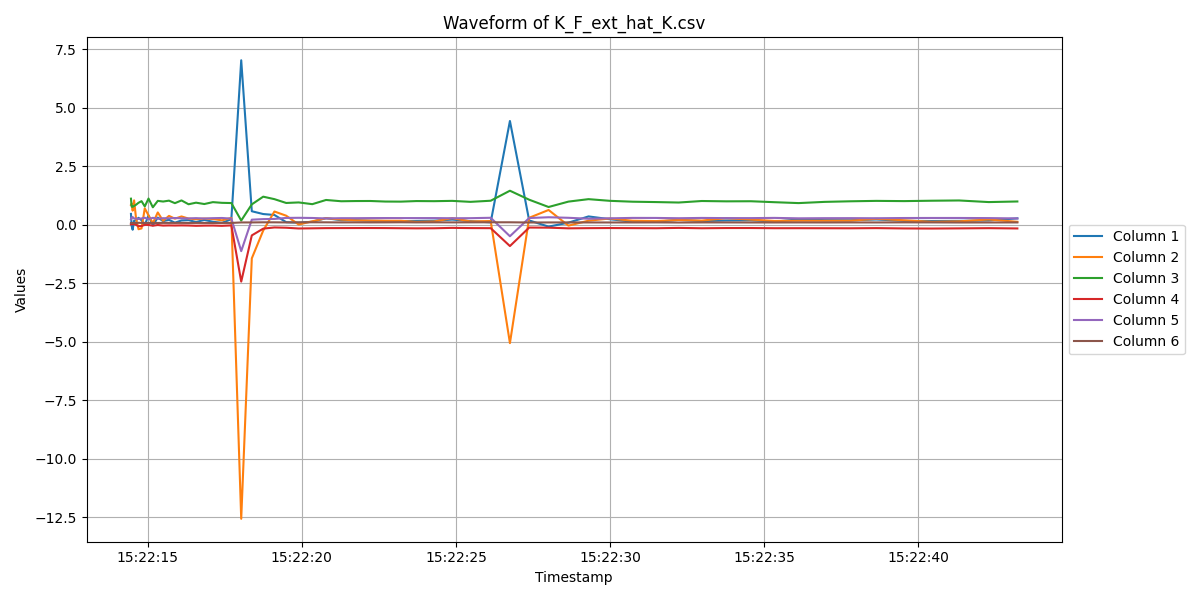 Waveform of K_F_ext_hat_K.csv
7.5
5.0
2.5
0.0
−2.5
−5.0
−7.5
−10.0
−12.5
Values
15:22:15 15:22:20 15:22:25 15:22:30 15:22:35 15:22:40
Timestamp
Column 1
Column 2
Column 3
Column 4
Column 5
Column 6